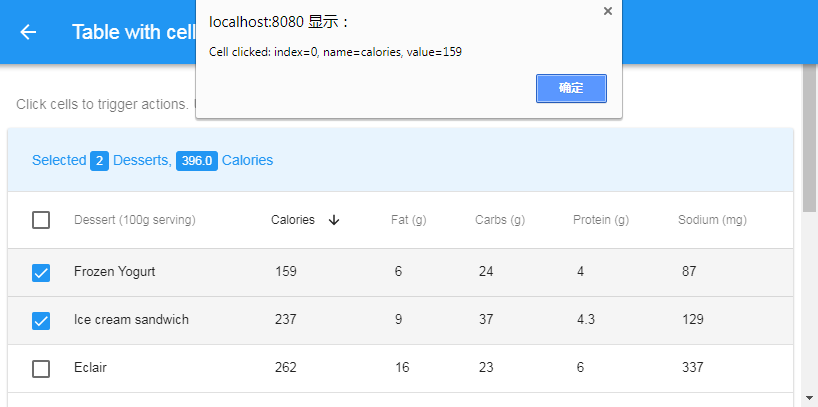 Table with cell
localhost:8080 显示：
Cell clicked: index=0, name=calories, value=159
确定
Click cells to trigger actions.
Selected 2 Desserts, 396.0 Calories
Dessert (100g serving) Calories Fat (g) Carbs (g) Protein (g) Sodium (mg)
Frozen Yogurt 159 6 24 4 87
Ice cream sandwich 237 9 37 4.3 129
Eclair 262 16 23 6 337